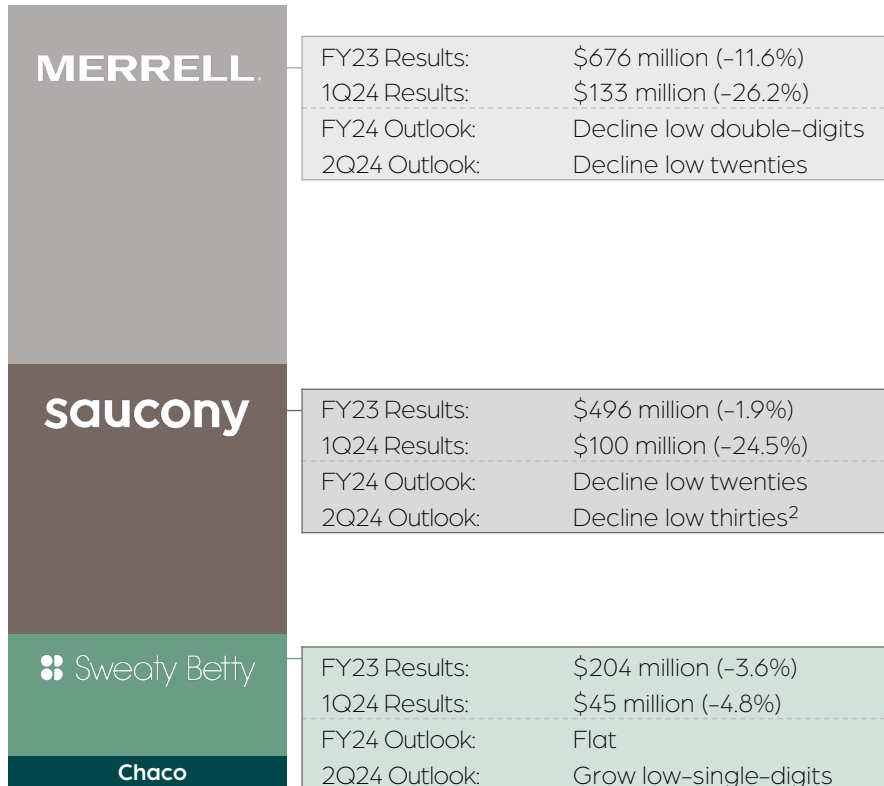 MERRELL
FY23 Results: $676 million (-11.6%)
1Q24 Results: $133 million (-26.2%)
FY24 Outlook: Decline low double-digits
2Q24 Outlook: Decline low twenties
saucony
FY23 Results: $496 million (-1.9%)
1Q24 Results: $100 million (-24.5%)
FY24 Outlook: Decline low twenties
2Q24 Outlook: Decline low thirties²
Sweaty Betty
FY23 Results: $204 million (-3.6%)
1Q24 Results: $45 million (-4.8%)
FY24 Outlook: Flat
Chaco
2Q24 Outlook: Grow low-single-digits